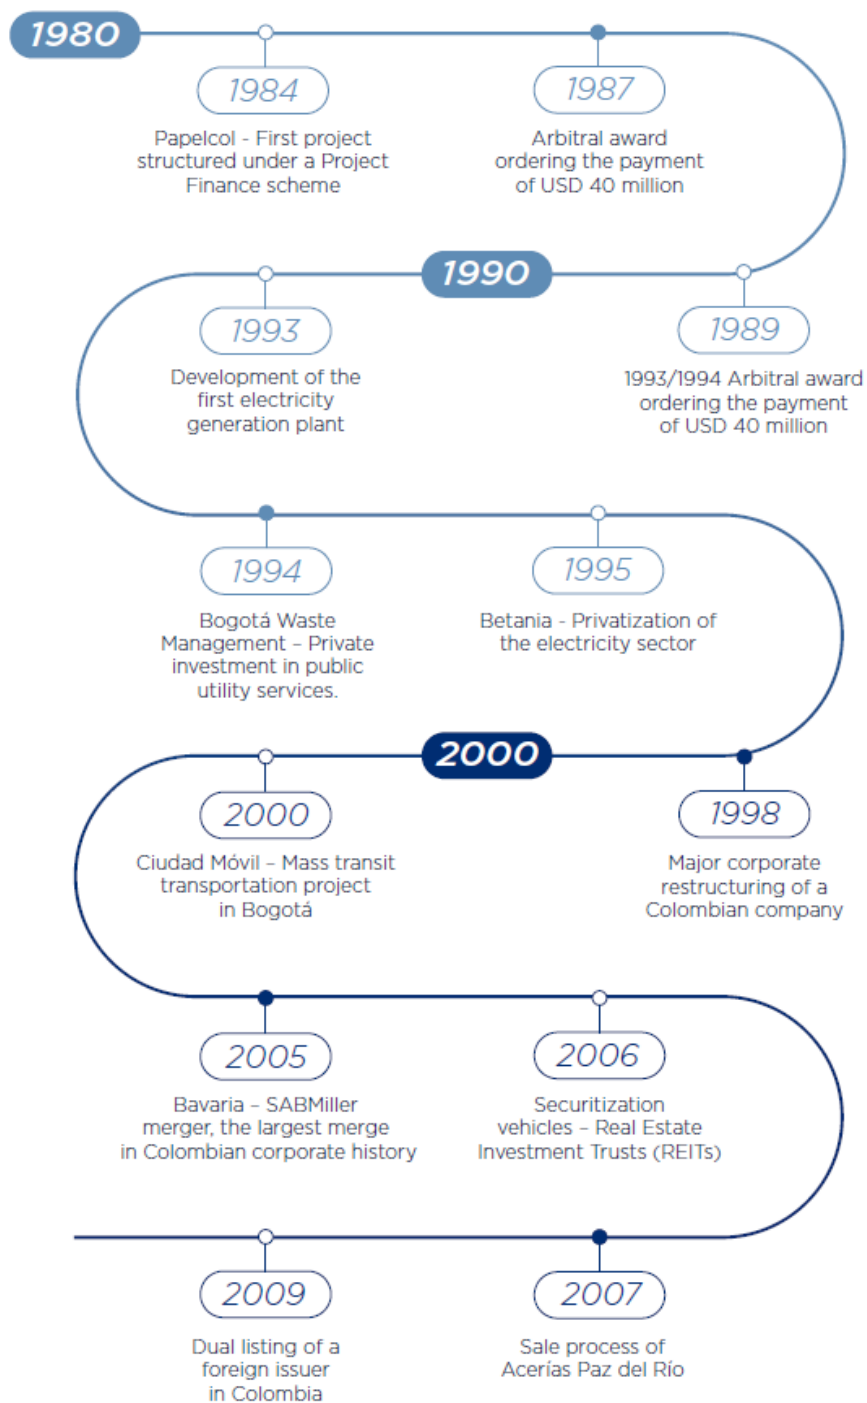 1980
1984
Papelcol - First project
structured under a Project
Finance scheme
1987
Arbitral award
ordering the payment
of USD 40 million
1989
1993/1994 Arbitral award
ordering the payment
of USD 40 million
1990
1993
Development of the
first electricity
generation plant
1994
Bogotá Waste
Management – Private
investment in public
utility services.
1995
Betania - Privatization of
the electricity sector
1998
Major corporate
restructuring of a
Colombian company
2000
2000
Ciudad Móvil – Mass transit
transportation project
in Bogotá
2005
Bavaria – SABMiller
merger, the largest merge
in Colombian corporate history
2006
Securitization
vehicles – Real Estate
Investment Trusts (REITs)
2007
Sale process of
Acerías Paz del Río
2009
Dual listing of a
foreign issuer
in Colombia